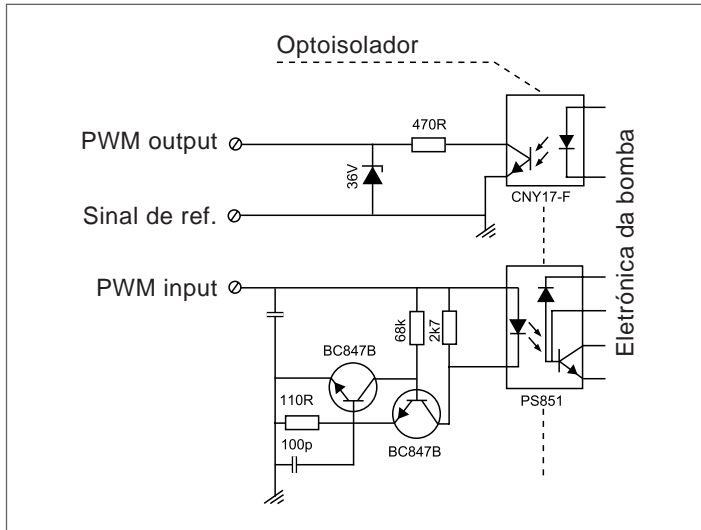 Optoisolador
470R
PWM output
36V
CNY17-F
Sinal de ref.
Eletrónica da bomba
PWM input
68k
2k7
BC847B
PS851
110R
100p
BC847B